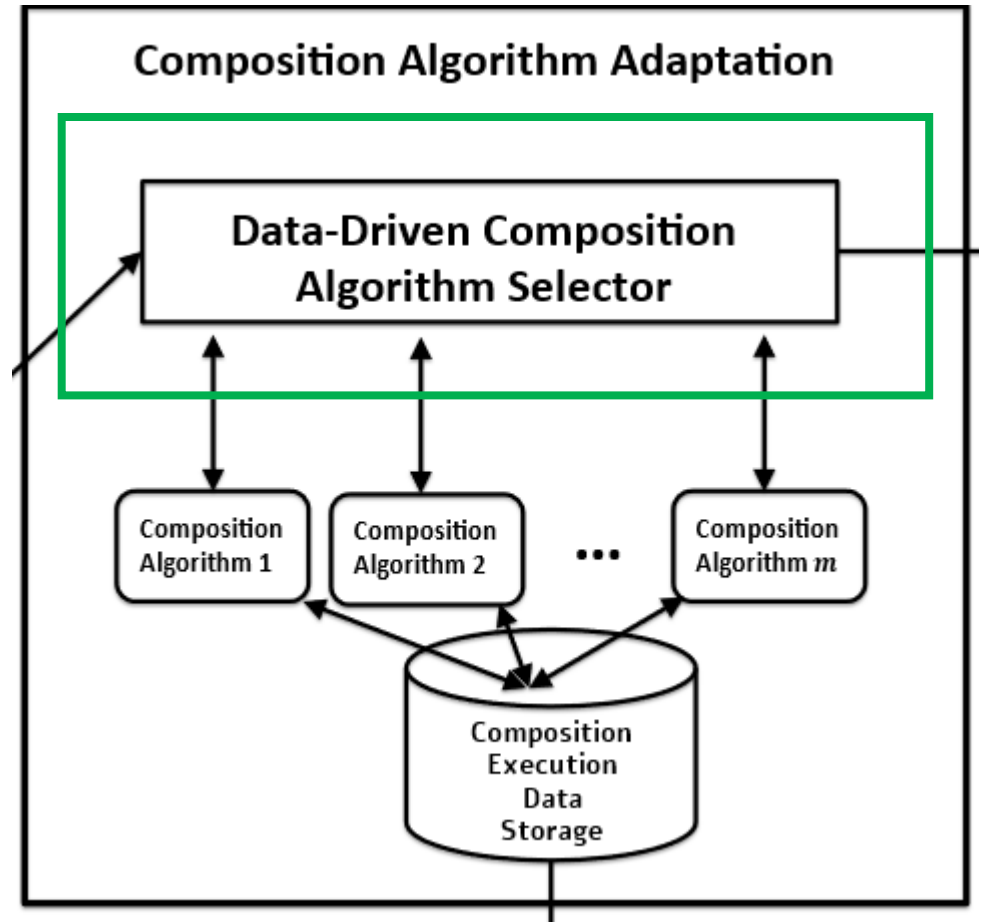 Composition Algorithm Adaptation
Data-Driven Composition
Algorithm Selector
Composition
Algorithm 1
Composition
Algorithm 2
...
Composition
Algorithm m
Composition
Execution
Data
Storage